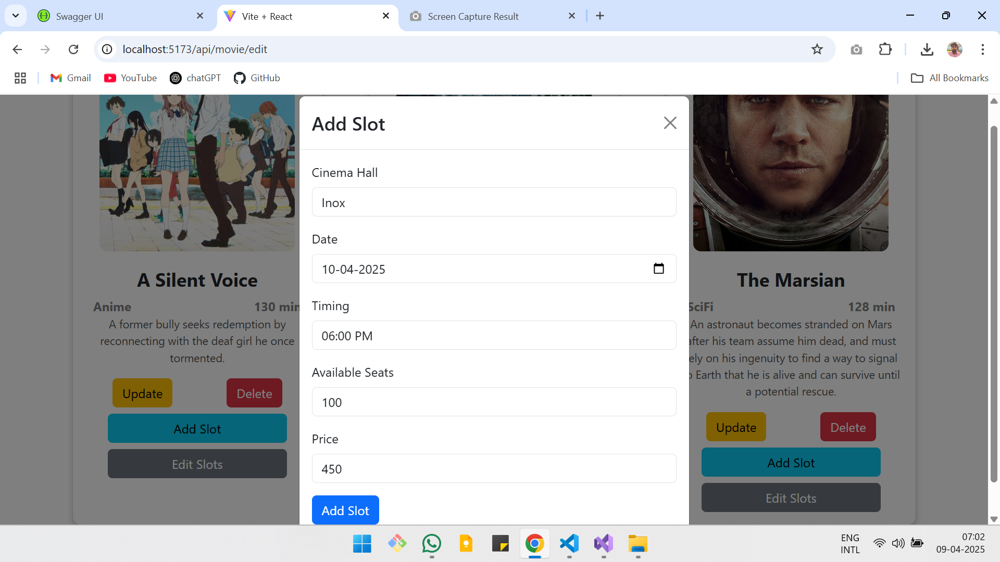 Swagger UI
Vite + React
Screen Capture Result
localhost:5173/api/movie/edit
Gmail
YouTube
chatGPT
GitHub
All Bookmarks
Add Slot
Cinema Hall
Inox
Date
10-04-2025
Timing
06:00 PM
Available Seats
100
Price
450
Add Slot
A Silent Voice
Anime 130 min
A former bully seeks redemption by
reconnecting with the deaf girl he once
tormented.
Update Delete
Add Slot
Edit Slots
The Marsian
SciFi 128 min
An astronaut becomes stranded on Mars
after his team assume him dead, and must
ely on his ingenuity to find a way to signal
o Earth that he is alive and can survive until
a potential rescue.
Update Delete
Add Slot
Edit Slots
ENG
INTL
07:02
09-04-2025